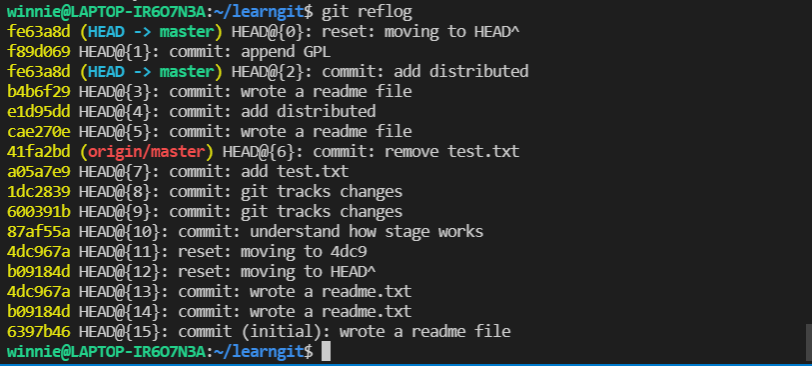 winnie@LAPTOP-IR6O7N3A:~/learngit$ git reflog
fe63a8d (HEAD -> master) HEAD@{0}: reset: moving to HEAD^
f89d069 HEAD@{1}: commit: append GPL
fe63a8d (HEAD -> master) HEAD@{2}: commit: add distributed
b4b6f29 HEAD@{3}: commit: wrote a readme file
e1d95dd HEAD@{4}: commit: add distributed
cae270e HEAD@{5}: commit: wrote a readme file
41fa2bd (origin/master) HEAD@{6}: commit: remove test.txt
a05a7e9 HEAD@{7}: commit: add test.txt
1dc2839 HEAD@{8}: commit: git tracks changes
600391b HEAD@{9}: commit: git tracks changes
87af55a HEAD@{10}: commit: understand how stage works
4dc967a HEAD@{11}: reset: moving to 4dc9
b09184d HEAD@{12}: reset: moving to HEAD^
4dc967a HEAD@{13}: commit: wrote a readme.txt
b09184d HEAD@{14}: commit: wrote a readme.txt
6397b46 HEAD@{15}: commit (initial): wrote a readme file
winnie@LAPTOP-IR6O7N3A:~/learngit$